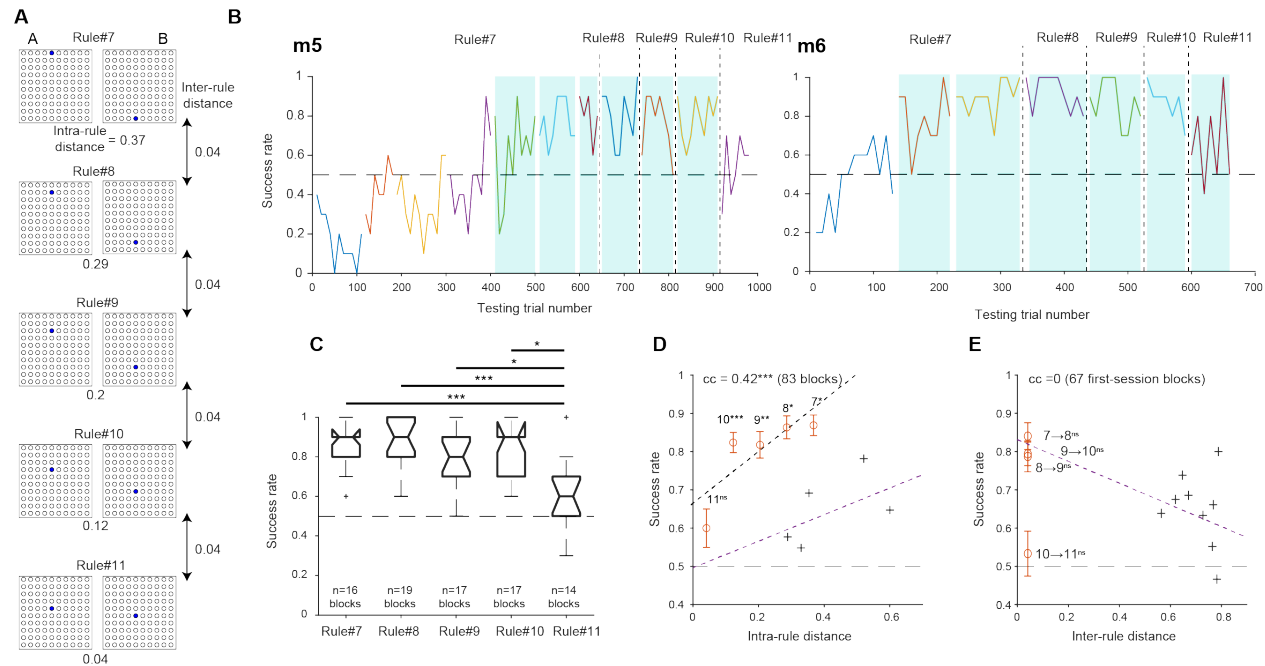 A
Rule#7
A B
Inter-rule
distance
Intra-rule
distance = 0.37
0.04
Rule#8
0.29
0.04
Rule#9
0.2
0.04
Rule#10
0.12
0.04
Rule#11
0.04
B
m5
Rule#7 Rule#8 Rule#9 Rule#10 Rule#11
Success rate
1
0.8
0.6
0.4
0.2
0
0 100 200 300 400 500 600 700 800 900 1000
Testing trial number
m6
Rule#7 Rule#8 Rule#9 Rule#10 Rule#11
1
0.8
0.6
0.4
0.2
0
0 100 200 300 400 500 600 700
Testing trial number
C
*
*
***
***
Success rate
1
0.8
0.6
0.4
0.2
0
n=16 n=19 n=17 n=17 n=14
blocks blocks blocks blocks blocks
Rule#7 Rule#8 Rule#9 Rule#10 Rule#11
D
cc = 0.42*** (83 blocks)
10*** 9** 8* 7*
11ns
Success rate
1
0.9
0.8
0.7
0.6
0.5
0.4
0 0.2 0.4 0.6
Intra-rule distance
E
cc =0 (67 first-session blocks)
7→8ns
9→10ns
8→9ns
10→11ns
Success rate
1
0.9
0.8
0.7
0.6
0.5
0.4
0 0.2 0.4 0.6 0.8
Inter-rule distance